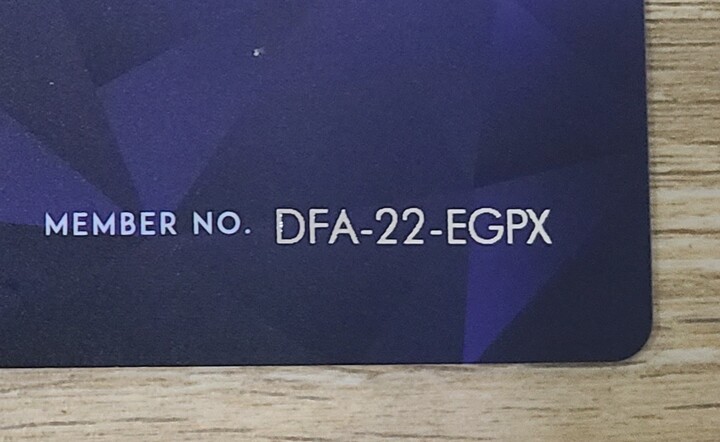 MEMBER NO. DFA-22-EGPX